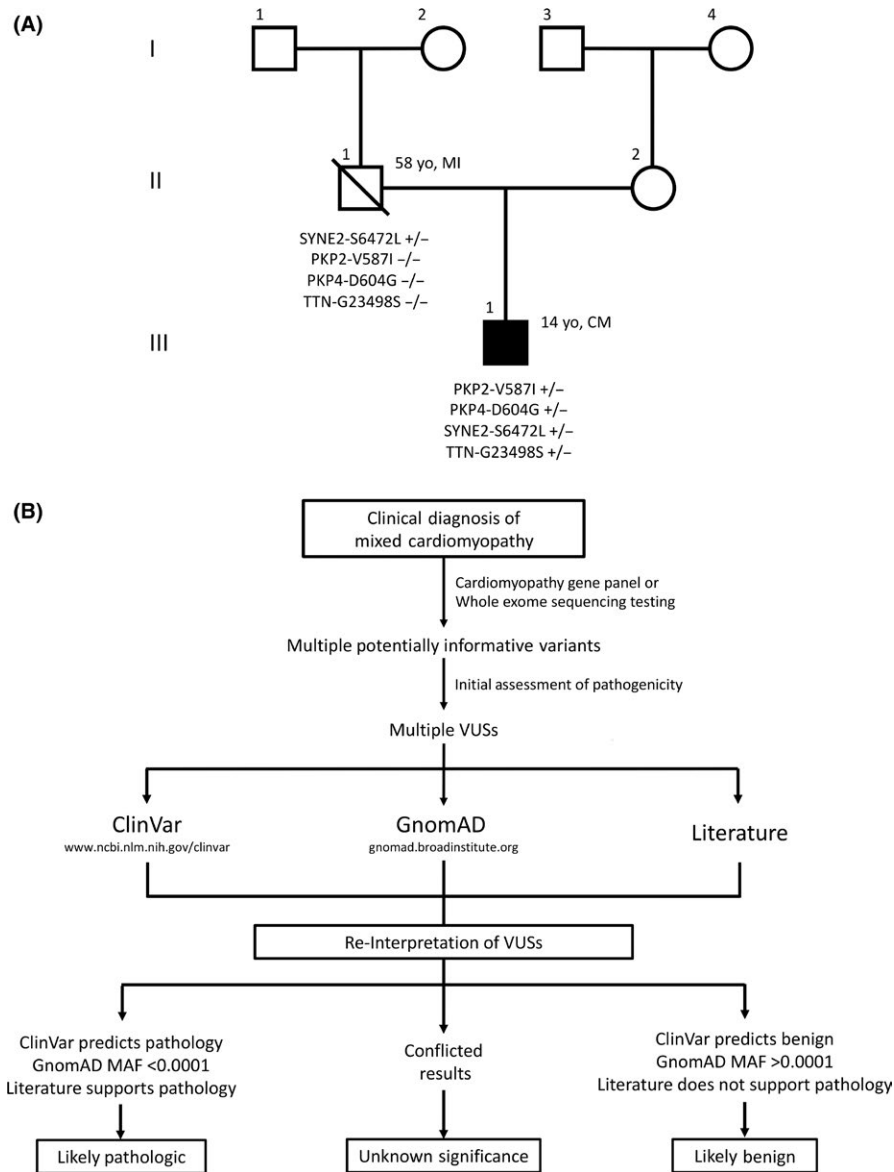 (A)
I
1
2
3
4
II
1
58 yo, MI
2
SYNE2-S6472L +/–
PKP2-V587I –/–
PKP4-D604G –/–
TTN-G23498S –/–
III
1
14 yo, CM
PKP2-V587I +/–
PKP4-D604G +/–
SYNE2-S6472L +/–
TTN-G23498S +/–
(B)
Clinical diagnosis of
mixed cardiomyopathy
Cardiomyopathy gene panel or
Whole exome sequencing testing
Multiple potentially informative variants
Initial assessment of pathogenicity
Multiple VUSs
ClinVar
www.ncbi.nlm.nih.gov/clinvar
GnomAD
gnomad.broadinstitute.org
Literature
Re-Interpretation of VUSs
ClinVar predicts pathology
GnomAD MAF <0.0001
Literature supports pathology
Conflicted
results
ClinVar predicts benign
GnomAD MAF >0.0001
Literature does not support pathology
Likely pathologic
Unknown significance
Likely benign